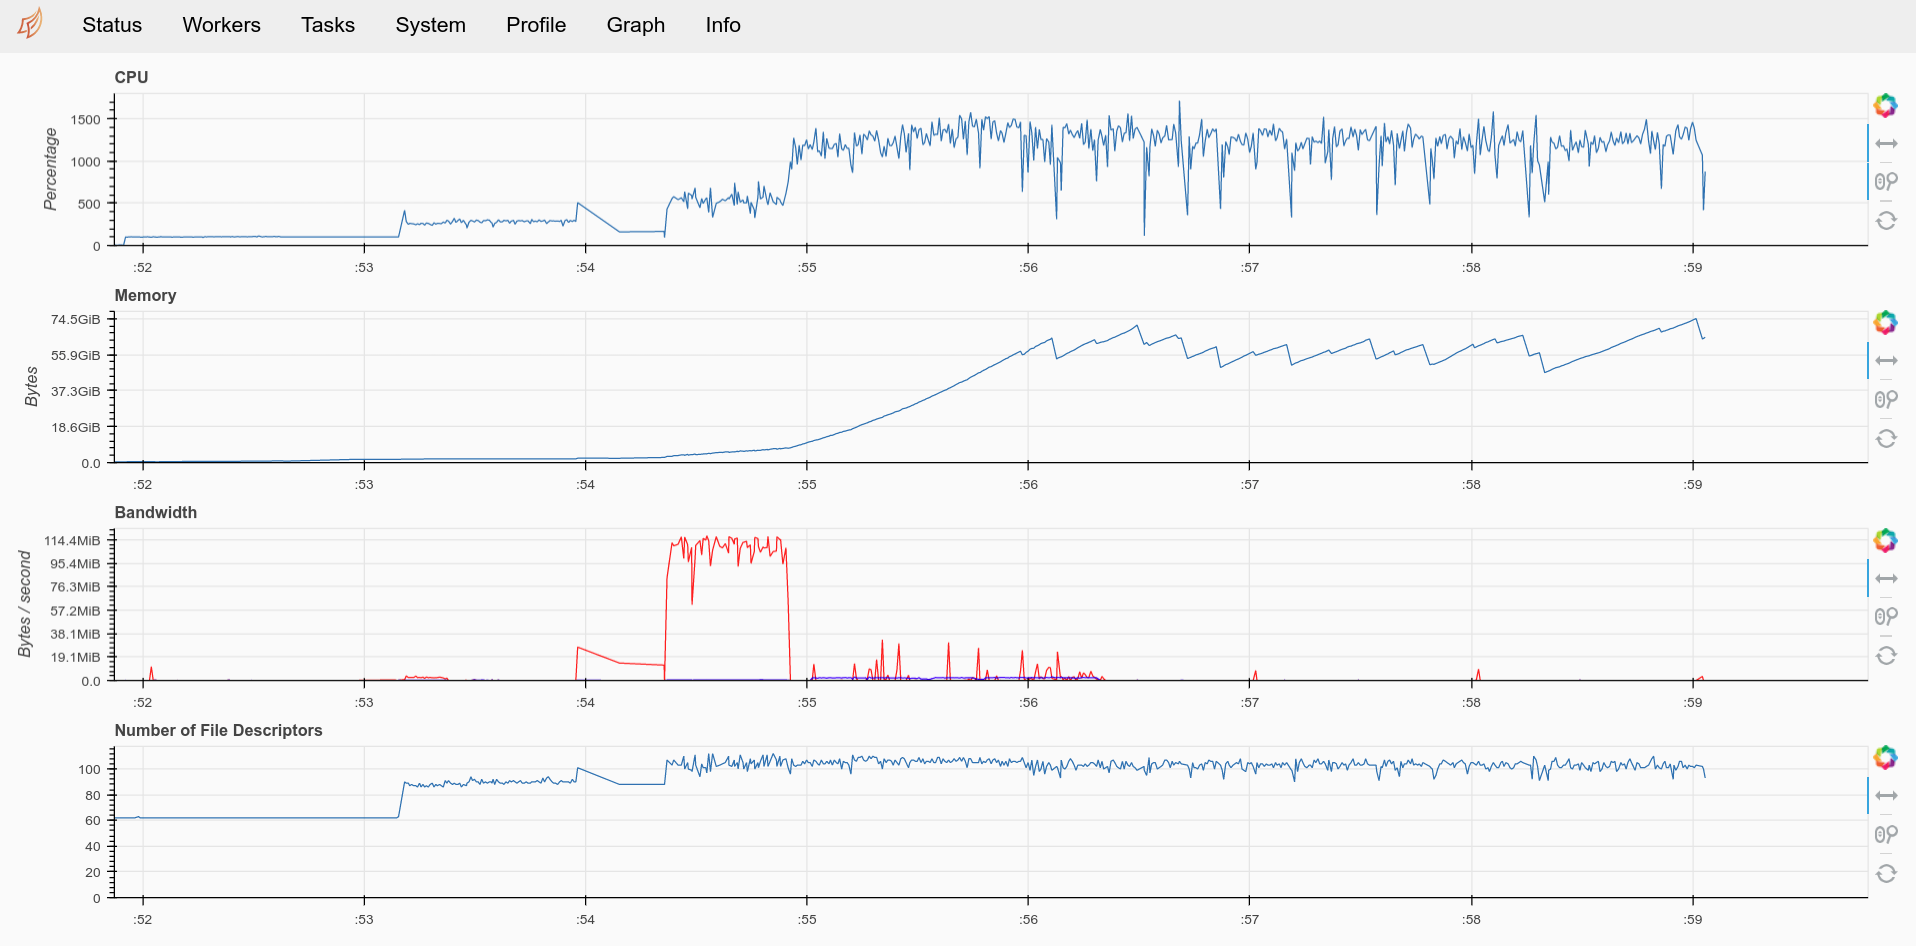 Status Workers Tasks System Profile Graph Info
CPU
Percentage
1500
1000
500
0
:52 :53 :54 :55 :56 :57 :58 :59
Memory
Bytes
74.5GiB
55.9GiB
37.3GiB
18.6GiB
0.0
:52 :53 :54 :55 :56 :57 :58 :59
Bandwidth
Bytes / second
114.4MiB
95.4MiB
76.3MiB
57.2MiB
38.1MiB
19.1MiB
0.0
:52 :53 :54 :55 :56 :57 :58 :59
Number of File Descriptors
100
80
60
40
20
0
:52 :53 :54 :55 :56 :57 :58 :59